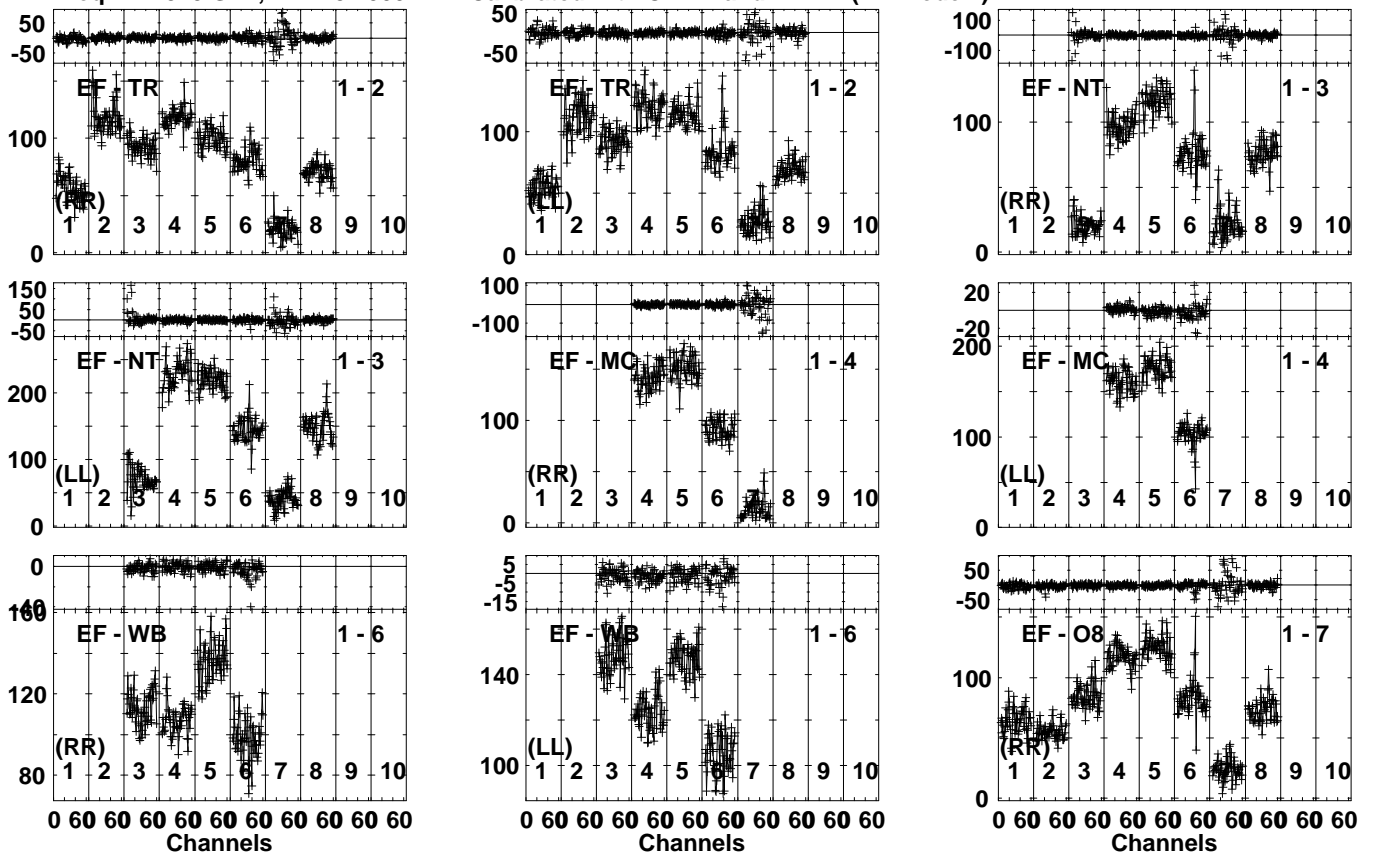 50 50 100
-50 -50 -100
EF - TR 1 - 2 EF - TR 1 - 2 EF - NT 1 - 3
100 100 100
(RR) (LL) (RR)
1 2 3 4 5 6 7 8 9 10 1 2 3 4 5 6 7 8 9 10 1 2 3 4 5 6 7 8 9 10
0 0 0
150 100 20
50
-50 -100 -20
EF - NT 1 - 3 EF - MC 1 - 4 200 EF - MC 1 - 4
200 100 100
100
(LL) (RR) (LL)
1 2 3 4 5 6 7 8 9 10 1 2 3 4 5 6 7 8 9 10 1 2 3 4 5 6 7 8 9 10
0 0 0
0 5 50
-5
-40 -15 -50
160 EF - WB 1 - 6 EF - WB 1 - 6 EF - O8 1 - 7
120 140 100
(RR) (LL) (RR)
80 1 2 3 4 5 6 7 8 9 10 100 1 2 3 4 5 6 7 8 9 10 1 2 3 4 5 6 7 8 9 10
0
0 60 60 60 60 60 60 60 60 60 60 0 60 60 60 60 60 60 60 60 60 60 0 60 60 60 60 60 60 60 60 60 60
Channels Channels Channels